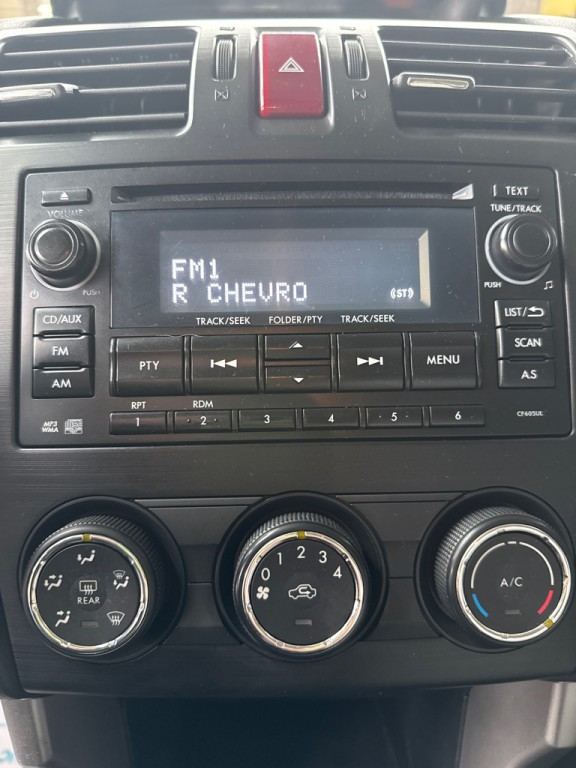 TEXT
VOLUME
TUNE/TRACK
FM1
R CHEVRO
(ST)
PUSH
PUSH
TRACK/SEEK FOLDER/PTY TRACK/SEEK
CD/AUX
LIST/
FM
PTY
MENU
SCAN
AM
A.S
RPT RDM
1 2 3 4 5 6
MP3
WMA
CF605UL
0 1 2 3 4
REAR
A/C